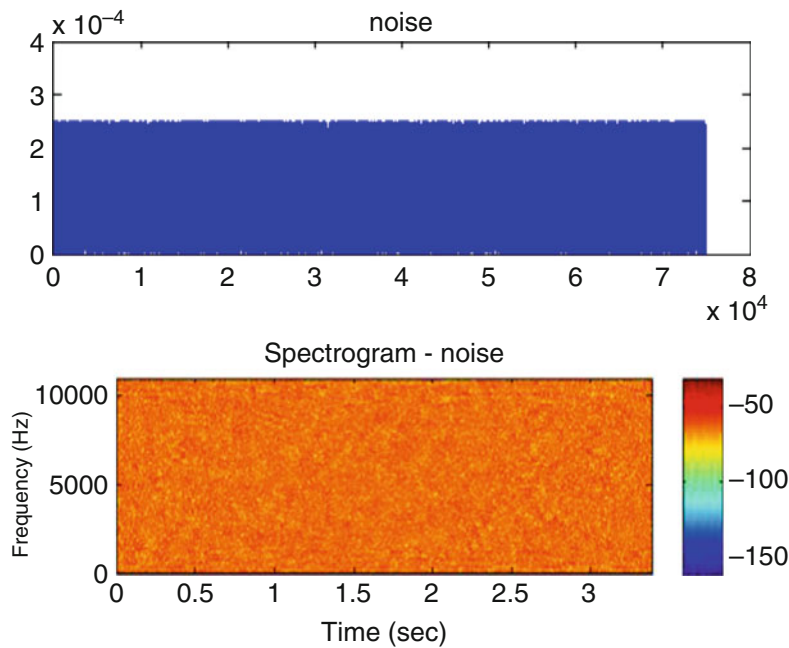 x 10⁻⁴
noise
4
3
2
1
0
0 1 2 3 4 5 6 7 8
x 10⁴
Spectrogram - noise
Frequency (Hz)
10000
5000
0
0 0.5 1 1.5 2 2.5 3
Time (sec)
–50
–100
–150